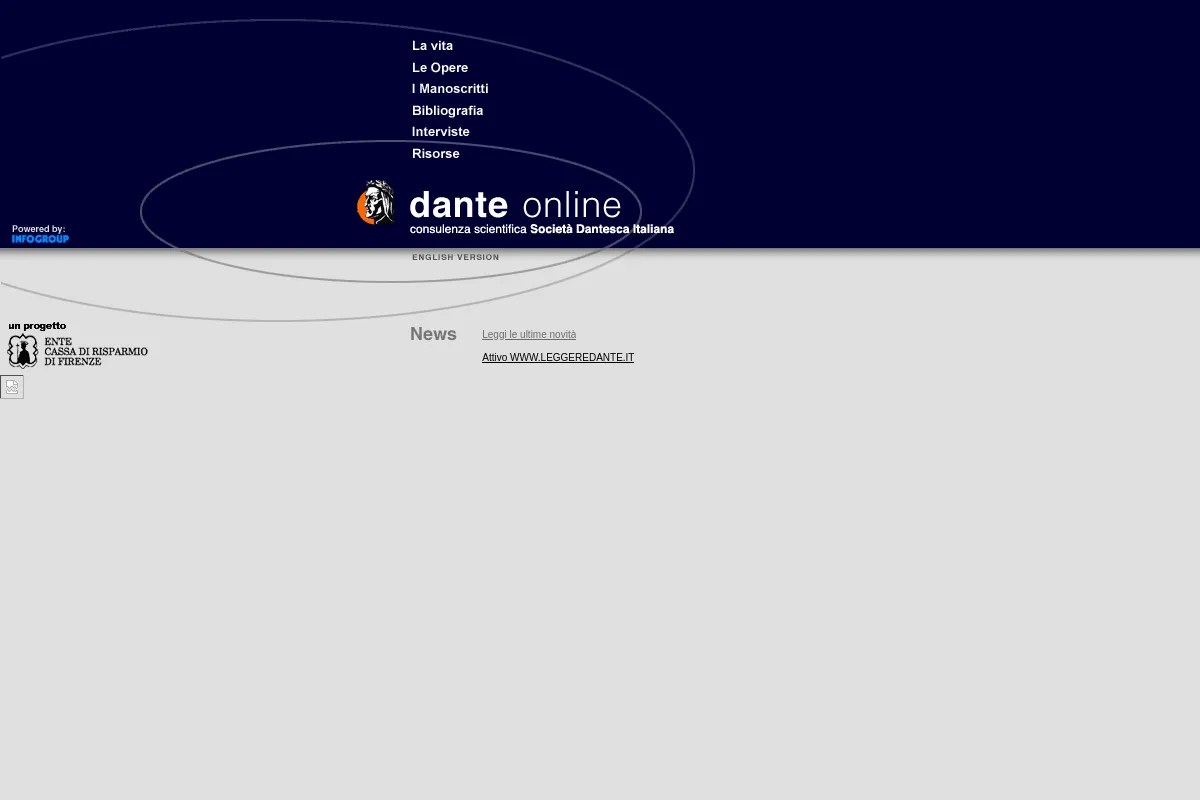 La vita
Le Opere
I Manoscritti
Bibliografia
Interviste
Risorse
dante online
consulenza scientifica Società Dantesca Italiana
Powered by:
INFOGROUP
ENGLISH VERSION
un progetto
ENTE
CASSA DI RISPARMIO
DI FIRENZE
News
Leggi le ultime novità
Attivo WWW.LEGGEREDANTE.IT